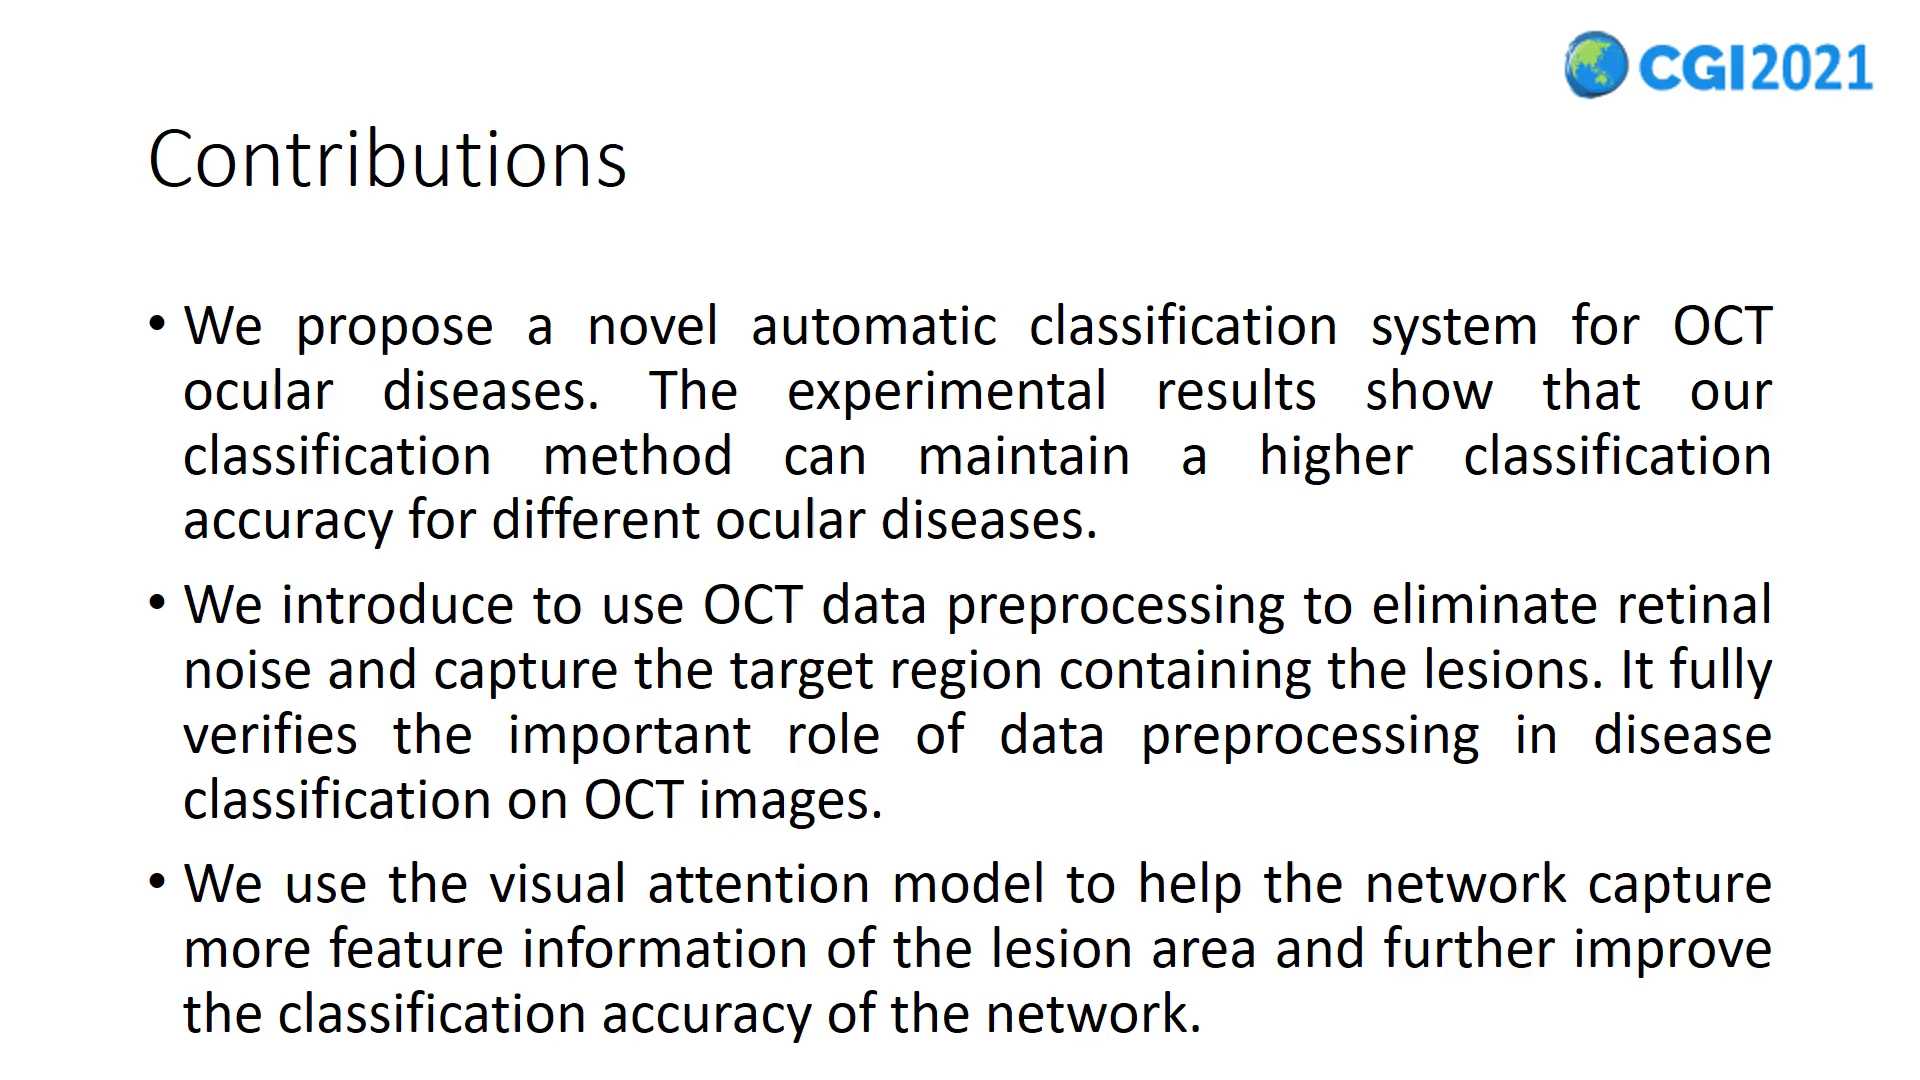 CGI2021
Contributions
• We propose a novel automatic classification system for OCT
ocular diseases. The experimental results show that our
classification method can maintain a higher classification
accuracy for different ocular diseases.
• We introduce to use OCT data preprocessing to eliminate retinal
noise and capture the target region containing the lesions. It fully
verifies the important role of data preprocessing in disease
classification on OCT images.
• We use the visual attention model to help the network capture
more feature information of the lesion area and further improve
the classification accuracy of the network.